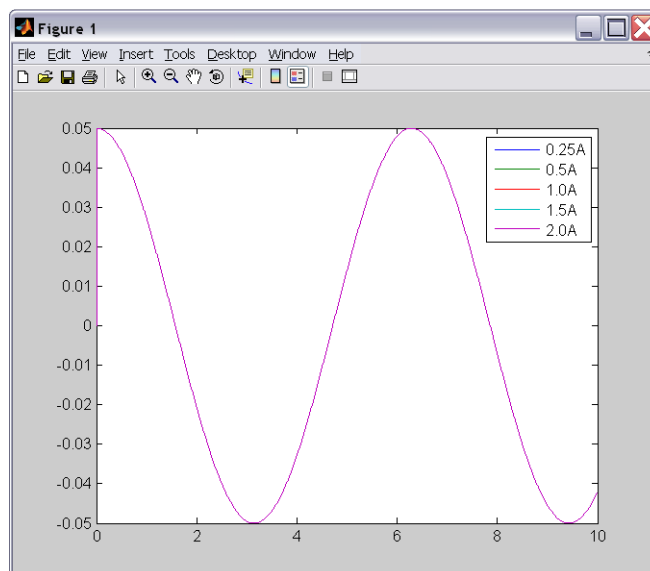 Figure 1
File Edit View Insert Tools Desktop Window Help
0.05
0.04
0.03
0.02
0.01
0
-0.01
-0.02
-0.03
-0.04
-0.05
0 2 4 6 8 10
0.25A
0.5A
1.0A
1.5A
2.0A